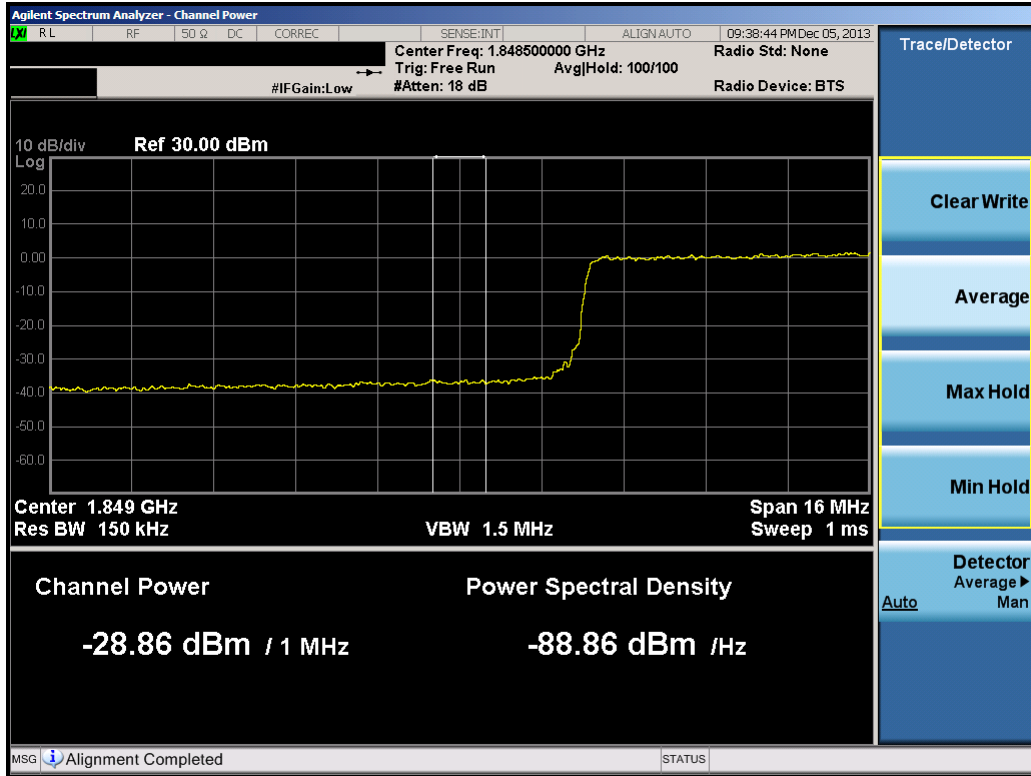 Agilent Spectrum Analyzer - Channel Power
LXI RL RF 50 Ω DC CORREC SENSE:INT ALIGN AUTO 09:38:44 PM Dec 05, 2013
Center Freq: 1.848500000 GHz Radio Std: None
Trig: Free Run Avg|Hold: 100/100
#IFGain:Low #Atten: 18 dB Radio Device: BTS
10 dB/div Ref 30.00 dBm
Log
20.0
10.0
0.00
-10.0
-20.0
-30.0
-40.0
-50.0
-60.0
Center 1.849 GHz Span 16 MHz
Res BW 150 kHz VBW 1.5 MHz Sweep 1 ms
Channel Power Power Spectral Density
-28.86 dBm / 1 MHz -88.86 dBm /Hz
MSG Alignment Completed STATUS
Trace/Detector
Clear Write
Average
Max Hold
Min Hold
Detector
Average
Auto Man